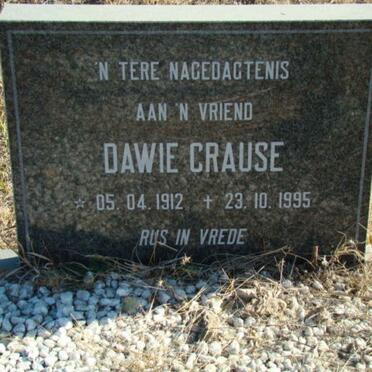 'N TERE NAGEDAGTENIS
AAN 'N VRIEND
DAWIE CRAUSE
☆ 05. 04. 1912 ✝ 23. 10. 1995
RUS IN VREDE